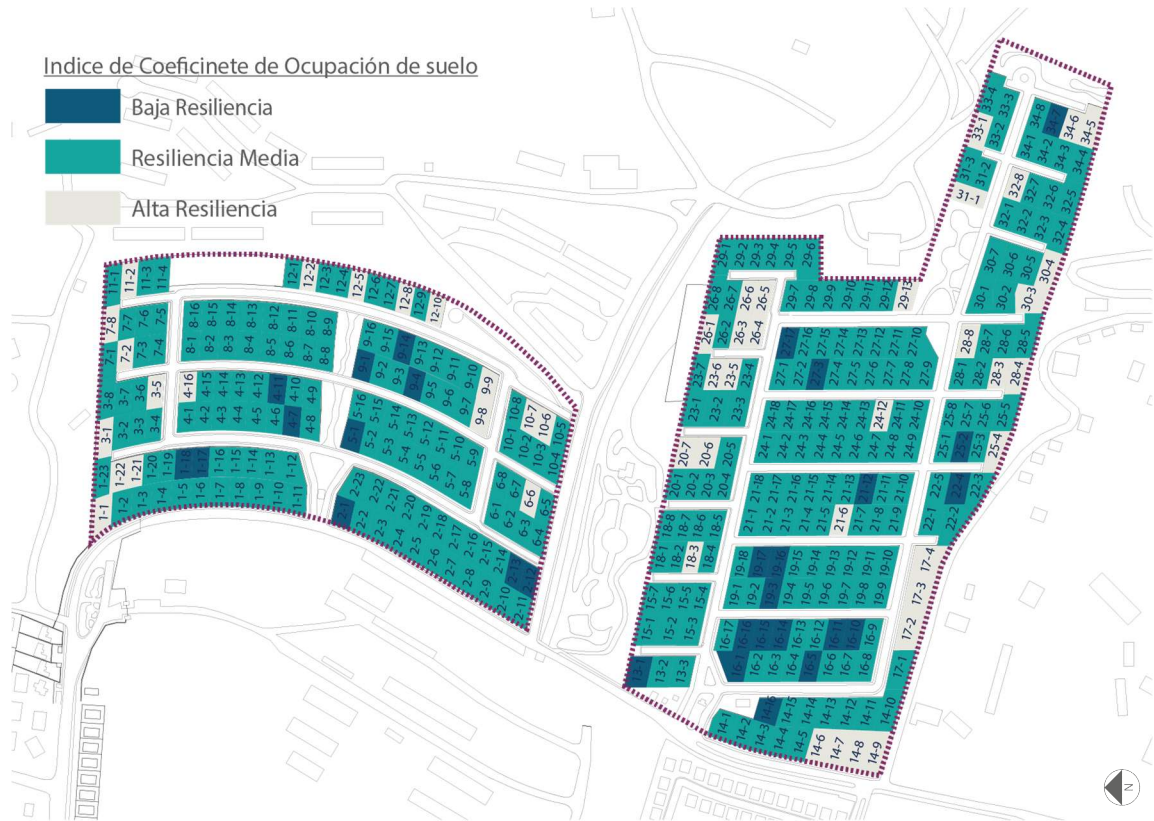 Indice de Coeficinete de Ocupación de suelo
Baja Resiliencia
Resiliencia Media
Alta Resiliencia
11-1 11-2 11-3 11-4
12-1 12-2 12-3 12-4 12-5 12-6 12-7 12-8 12-9 12-10
7-8 7-7 7-6 7-5
7-1 7-2 7-3 7-4
8-16 8-15 8-14 8-13 8-12 8-11 8-10 8-9
8-1 8-2 8-3 8-4 8-5 8-6 8-7 8-8
9-16 9-14 9-13 9-12 9-11 9-10 9-9
9-1 9-2 9-3 9-4 9-5 9-6 9-7 9-8
3-8 3-7 3-6 3-5
3-1 3-2 3-3 3-4
4-16 4-15 4-14 4-13 4-12 4-11 4-10 4-9
4-1 4-2 4-3 4-4 4-5 4-6 4-7 4-8
5-16 5-15 5-14 5-13 5-12 5-11 5-10 5-9
5-1 5-2 5-3 5-4 5-5 5-6 5-7 5-8
10-8 10-7 10-6 10-5
10-1 10-2 10-3 10-4
6-8 6-7 6-6 6-5
6-1 6-2 6-3 6-4
1-23 1-22 1-21 1-20 1-19 1-18 1-17 1-16 1-15 1-14 1-13 1-12
1-1 1-2 1-3 1-4 1-5 1-6 1-7 1-8 1-9 1-10 1-11
2-23 2-22 2-21 2-20 2-19 2-18 2-17 2-16 2-15 2-14 2-13 2-12
2-1 2-2 2-3 2-4 2-5 2-6 2-7 2-8 2-9 2-10 2-11
33-4 33-3
33-1 33-2
34-8 34-7 34-6 34-5
34-1 34-2 34-3 34-4
31-3 31-2
31-1
32-8 32-7 32-6 32-5
32-1 32-2 32-3 32-4
30-7 30-6 30-5 30-4
30-1 30-2 30-3
29-1 29-2 29-3 29-4 29-5 29-6
29-8 29-9 29-10 29-11 29-12 29-13
26-8 26-7 26-6 26-5
26-1 26-2 26-3 26-4
27-16 27-15 27-14 27-13 27-12 27-11 27-10
27-1 27-2 27-3 27-4 27-5 27-6 27-7 27-8 27-9
28-8 28-7 28-6 28-5
28-1 28-2 28-3 28-4
23-7 23-6 23-5 23-4
23-1 23-2 23-3
24-18 24-17 24-16 24-15 24-14 24-13 24-12 24-11 24-10
24-1 24-2 24-3 24-4 24-5 24-6 24-7 24-8 24-9
25-8 25-7 25-6 25-5
25-1 25-2 25-3 25-4
20-7 20-6 20-5
20-1 20-2 20-3 20-4
21-18 21-17 21-16 21-15 21-14 21-13 21-12 21-11 21-10
21-1 21-2 21-3 21-4 21-5 21-6 21-7 21-8 21-9
22-5 22-4 22-3
22-1 22-2
18-8 18-7 18-6 18-5
18-1 18-2 18-3 18-4
19-18 19-17 19-16 19-15 19-14 19-13 19-12 19-11 19-10
19-1 19-2 19-3 19-4 19-5 19-6 19-7 19-8 19-9
17-4
17-3
17-2
17-1
15-7 15-6 15-5 15-4
15-1 15-2 15-3
16-17 16-16 16-15 16-14 16-13 16-12 16-11 16-10 16-9
16-1 16-2 16-3 16-4 16-5 16-6 16-7 16-8
13-1 13-2 13-3
14-16 14-15 14-14 14-13 14-12 14-11 14-10
14-1 14-2 14-3 14-4 14-5 14-6 14-7 14-8 14-9
N